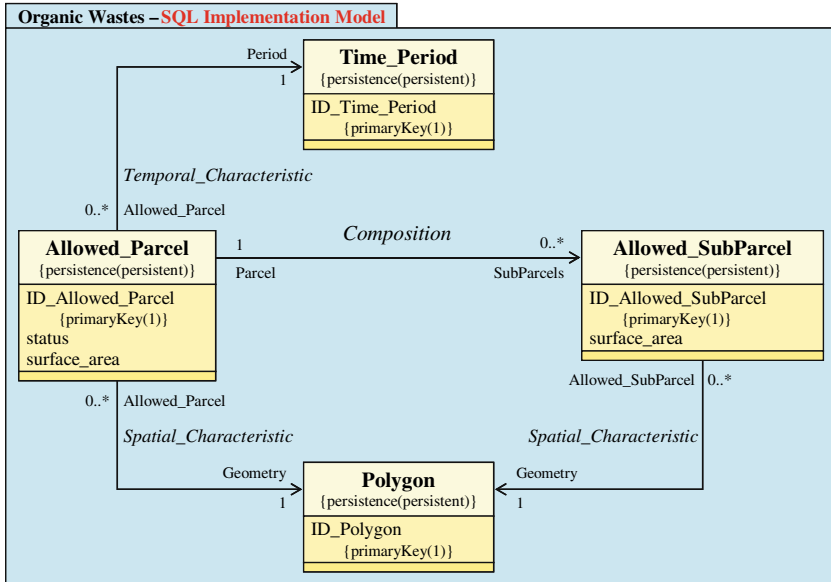 Organic Wastes – SQL Implementation Model
Period
1
Time_Period
{persistence(persistent)}
ID_Time_Period
{primaryKey(1)}
Temporal_Characteristic
0..* Allowed_Parcel
Allowed_Parcel
{persistence(persistent)}
ID_Allowed_Parcel
{primaryKey(1)}
status
surface_area
1
Parcel
Composition
0..*
SubParcels
Allowed_SubParcel
{persistence(persistent)}
ID_Allowed_SubParcel
{primaryKey(1)}
surface_area
0..* Allowed_Parcel
Spatial_Characteristic
Geometry
1
Allowed_SubParcel 0..*
Spatial_Characteristic
Geometry
1
Polygon
{persistence(persistent)}
ID_Polygon
{primaryKey(1)}